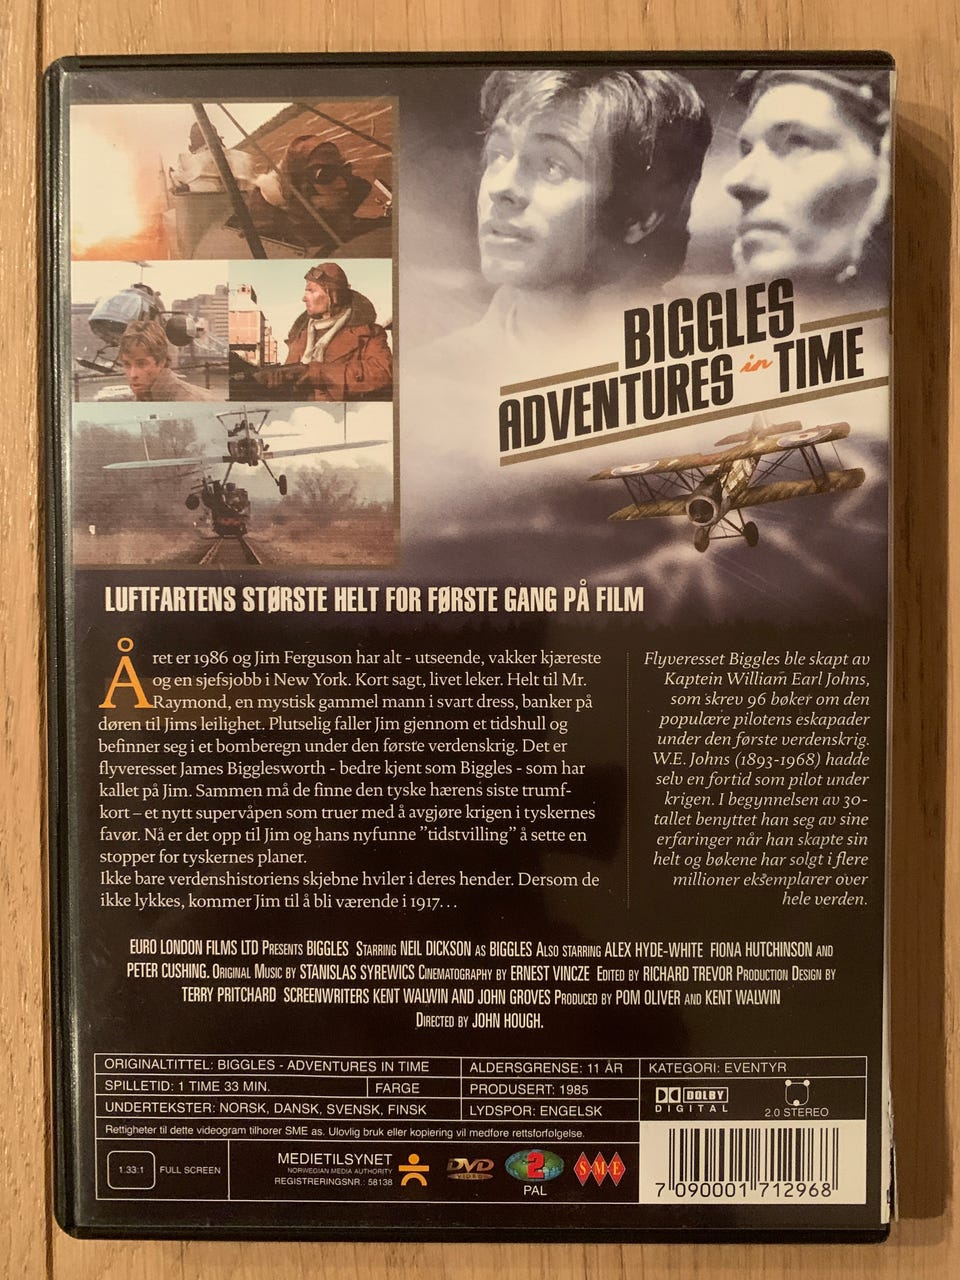 BIGGLES
ADVENTURES in TIME
LUFTFARTENS STØRSTE HELT FOR FØRSTE GANG PÅ FILM
Året er 1986 og Jim Ferguson har alt - utseende, vakker kjæreste
og en sjefsjobb i New York. Kort sagt, livet leker. Helt til Mr.
Raymond, en mystisk gammel mann i svart dress, banker på
døren til Jims leilighet. Plutselig faller Jim gjennom et tidshull og
befinner seg i et bomberegn under den første verdenskrig. Det er
flyveresset James Bigglesworth - bedre kjent som Biggles - som har
kallet på Jim. Sammen må de finne den tyske hærens siste trumf-
kort – et nytt supervåpen som truer med å avgjøre krigen i tyskernes
favør. Nå er det opp til Jim og hans nyfunne ”tidstvilling” å sette en
stopper for tyskernes planer.
Ikke bare verdenshistoriens skjebne hviler i deres hender. Dersom de
ikke lykkes, kommer Jim til å bli værende i 1917...
Flyveresset Biggles ble skapt av
Kaptein William Earl Johns,
som skrev 96 bøker om den
populære pilotens eskapader
under den første verdenskrig.
W.E. Johns (1893-1968) hadde
selv en fortid som pilot under
krigen. I begynnelsen av 30-
tallet benyttet han seg av sine
erfaringer når han skapte sin
helt og bøkene har solgt i flere
millioner eksemplarer over
hele verden.
EURO LONDON FILMS LTD PRESENTS BIGGLES STARRING NEIL DICKSON AS BIGGLES ALSO STARRING ALEX HYDE-WHITE FIONA HUTCHINSON AND
PETER CUSHING. ORIGINAL MUSIC BY STANISLAS SYREWICS CINEMATOGRAPHY BY ERNEST VINCZE EDITED BY RICHARD TREVOR PRODUCTION DESIGN BY
TERRY PRITCHARD SCREENWRITERS KENT WALWIN AND JOHN GROVES PRODUCED BY POM OLIVER AND KENT WALWIN
DIRECTED BY JOHN HOUGH.
ORIGINALTITTEL: BIGGLES - ADVENTURES IN TIME
ALDERSGRENSE: 11 ÅR
KATEGORI: EVENTYR
SPILLETID: 1 TIME 33 MIN.
FARGE
PRODUSERT: 1985
UNDERTEKSTER: NORSK, DANSK, SVENSK, FINSK
LYDSPOR: ENGELSK
DOLBY
DIGITAL
2.0 STEREO
Rettigheter til dette videogram tilhører SME as. Ulovlig bruk eller kopiering vil medføre rettsforfølgelse.
1.33:1
FULL SCREEN
MEDIETILSYNET
NORWEGIAN MEDIA AUTHORITY
REGISTRERINGSNR.: 58138
DVD
VIDEO
2
PAL
S·M·E
7 090001 712968